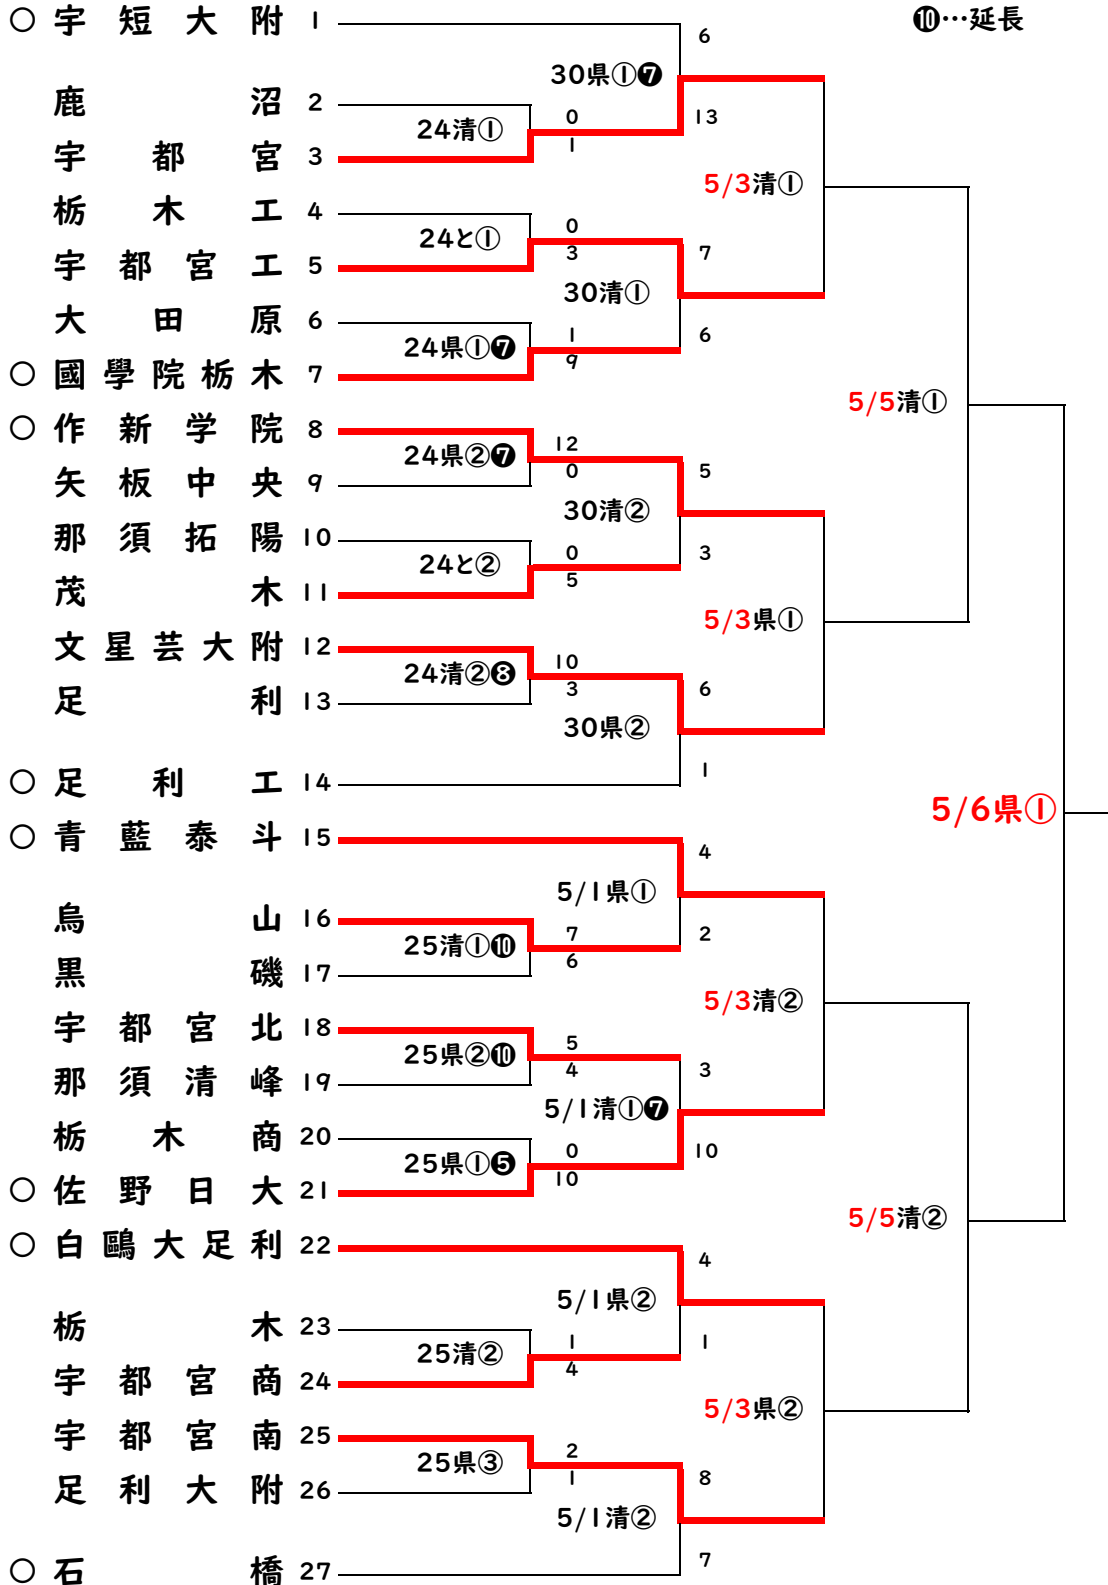 ○ 宇短大附 1
❿…延長
6
30県①❼
鹿沼 2
0
13
24清①
1
宇都宮 3
5/3清①
栃木工 4
0
24と①
3
7
宇都宮工 5
30清①
大田原 6
1
6
24県①❼
9
○ 國學院栃木 7
5/5清①
○ 作新学院 8
12
24県②❼
0
5
矢板中央 9
30清②
那須拓陽 10
0
3
24と②
5
茂木 11
5/3県①
文星芸大附 12
10
24清②❽
3
6
足利 13
30県②
1
○ 足利工 14
5/6県①
○ 青藍泰斗 15
4
5/1県①
烏山 16
7
2
25清①❿
6
黒磯 17
5/3清②
宇都宮北 18
5
25県②❿
4
3
那須清峰 19
5/1清①❼
栃木商 20
0
10
25県①❺
10
○ 佐野日大 21
5/5清②
○ 白鷗大足利 22
4
5/1県②
栃木 23
1
1
25清②
4
宇都宮商 24
5/3県②
宇都宮南 25
2
25県③
1
8
足利大附 26
5/1清②
7
○ 石橋 27